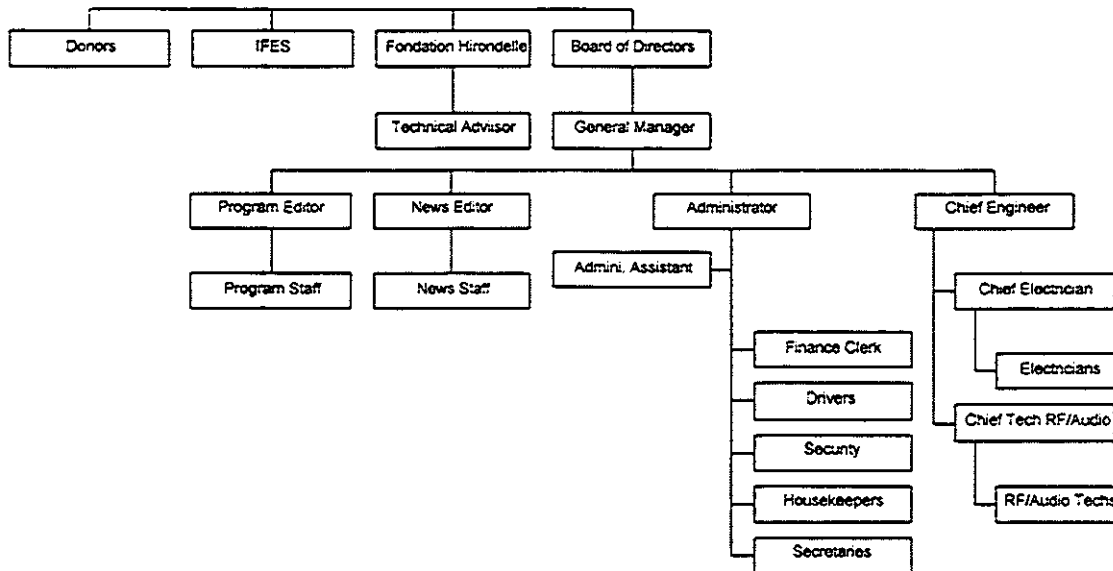 Donors
IFES
Fondation Hirondelle
Board of Directors
Technical Adviisor
General Manager
Program Editor
News Editor
Administrator
Chief Engineer
Program Staff
News Staff
Admini. Assistant
Chief Electrician
Finance Clerk
Electricians
Drivers
Chief Tech RF/Audio
Security
Housekeepers
RF/Audio Techs
Secretaries